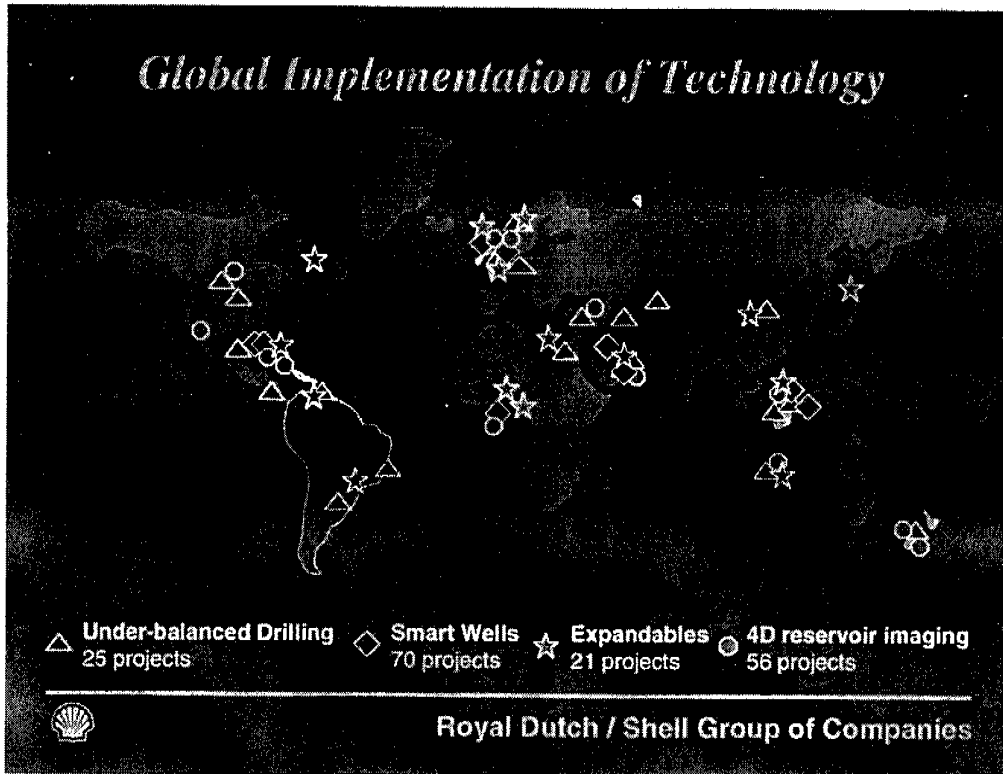 Global Implementation of Technology
Under-balanced Drilling
25 projects
Smart Wells
70 projects
Expandables
21 projects
4D reservoir imaging
56 projects
Royal Dutch / Shell Group of Companies